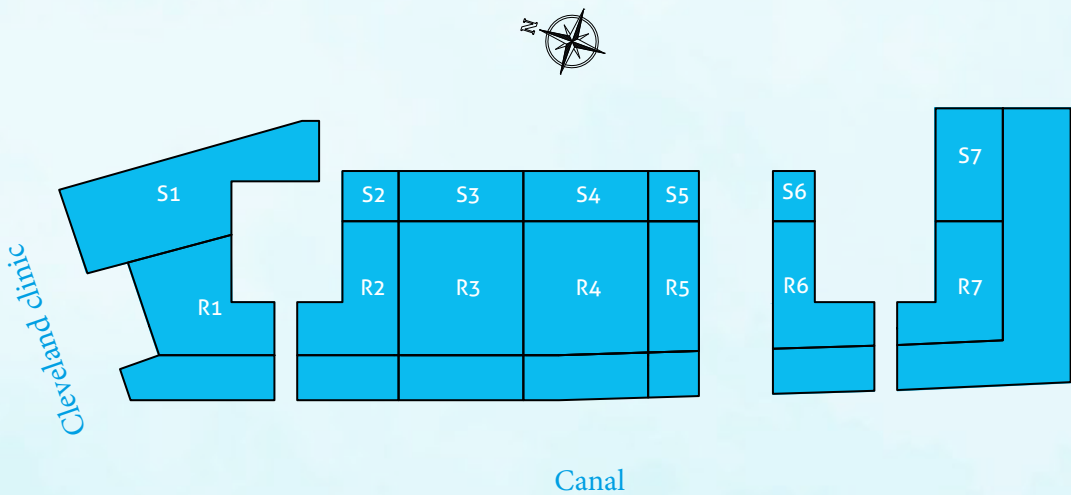 N
S1
S2
S3
S4
S5
S6
S7
R1
R2
R3
R4
R5
R6
R7
Cleveland clinic
Canal